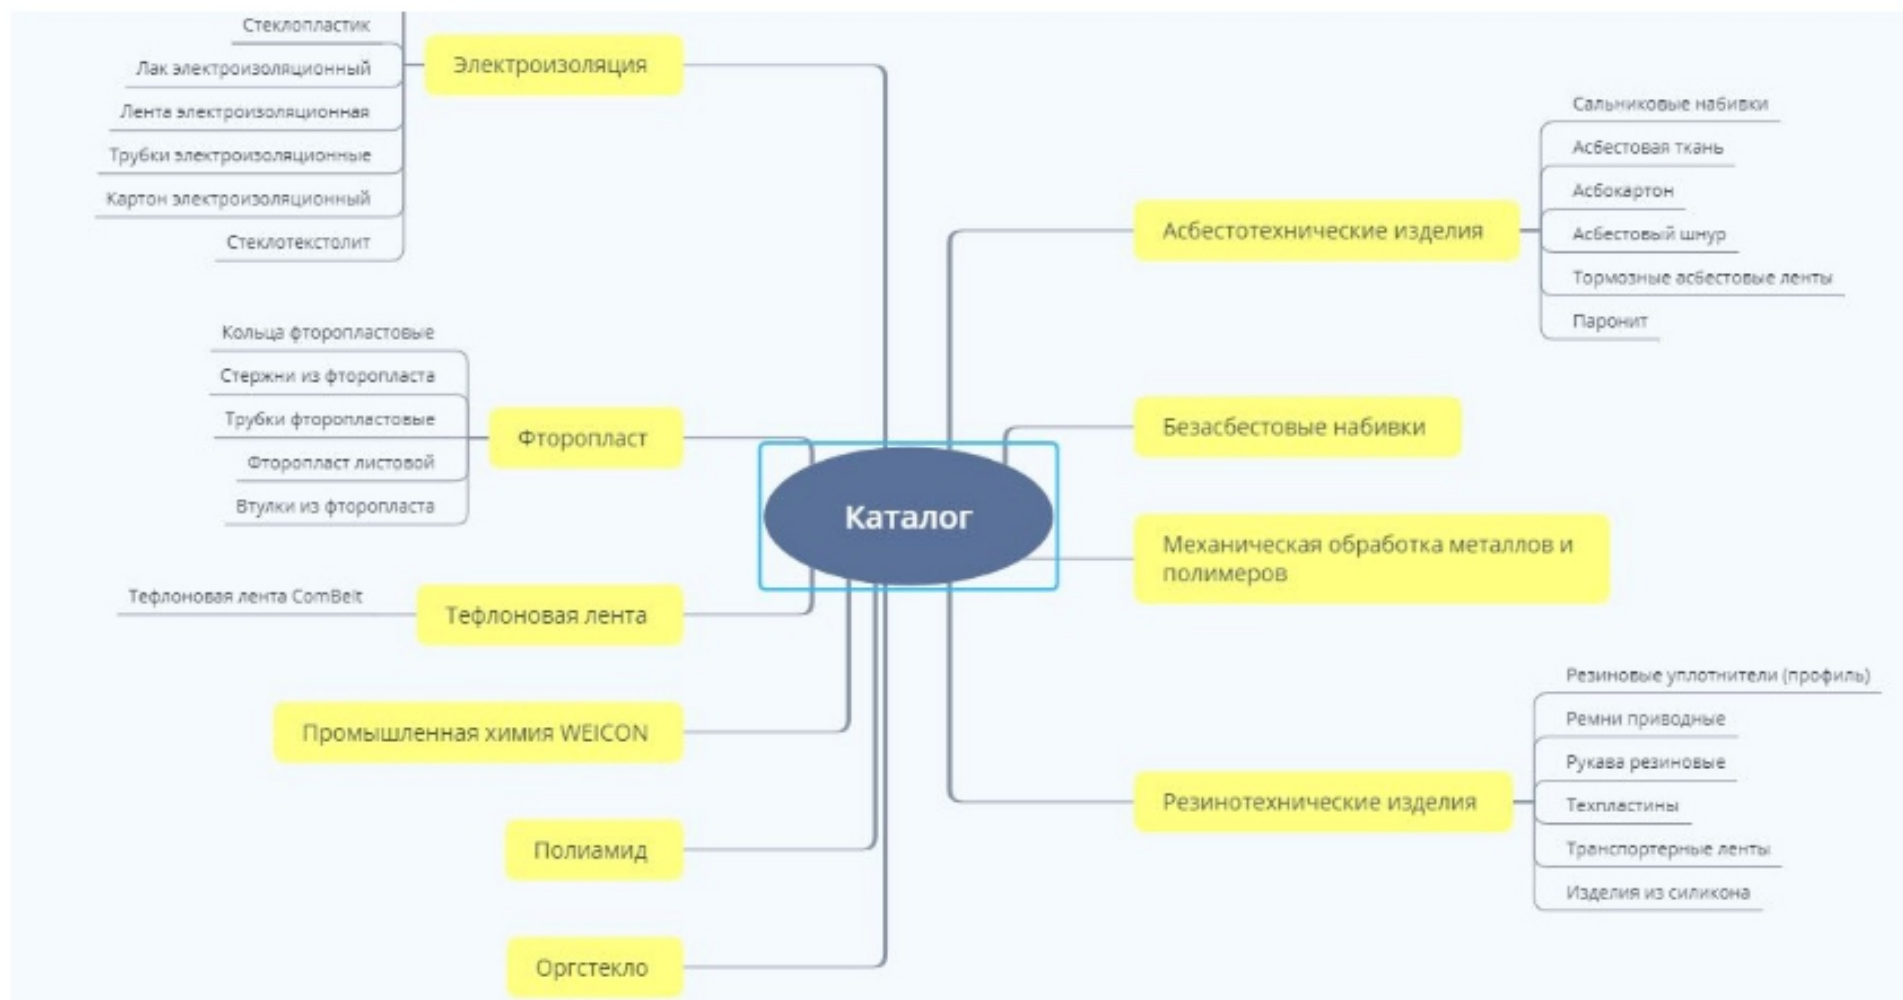 Стеклопластик
Лак электроизоляционный
Лента электроизоляционная
Трубки электроизоляционные
Картон электроизоляционный
Стеклотекстолит
Электроизоляция
Кольца фторопластовые
Стержни из фторопласта
Трубки фторопластовые
Фторопласт листовой
Втулки из фторопласта
Фторопласт
Тефлоновая лента ComBelt
Тефлоновая лента
Промышленная химия WEICON
Полиамид
Оргстекло
Каталог
Асбестотехнические изделия
Сальниковые набивки
Асбестовая ткань
Асбокартон
Асбестовый шнур
Тормозные асбестовые ленты
Паронит
Безасбестовые набивки
Механическая обработка металлов и
полимеров
Резинотехнические изделия
Резиновые уплотнители (профиль)
Ремни приводные
Рукава резиновые
Техпластины
Транспортерные ленты
Изделия из силикона